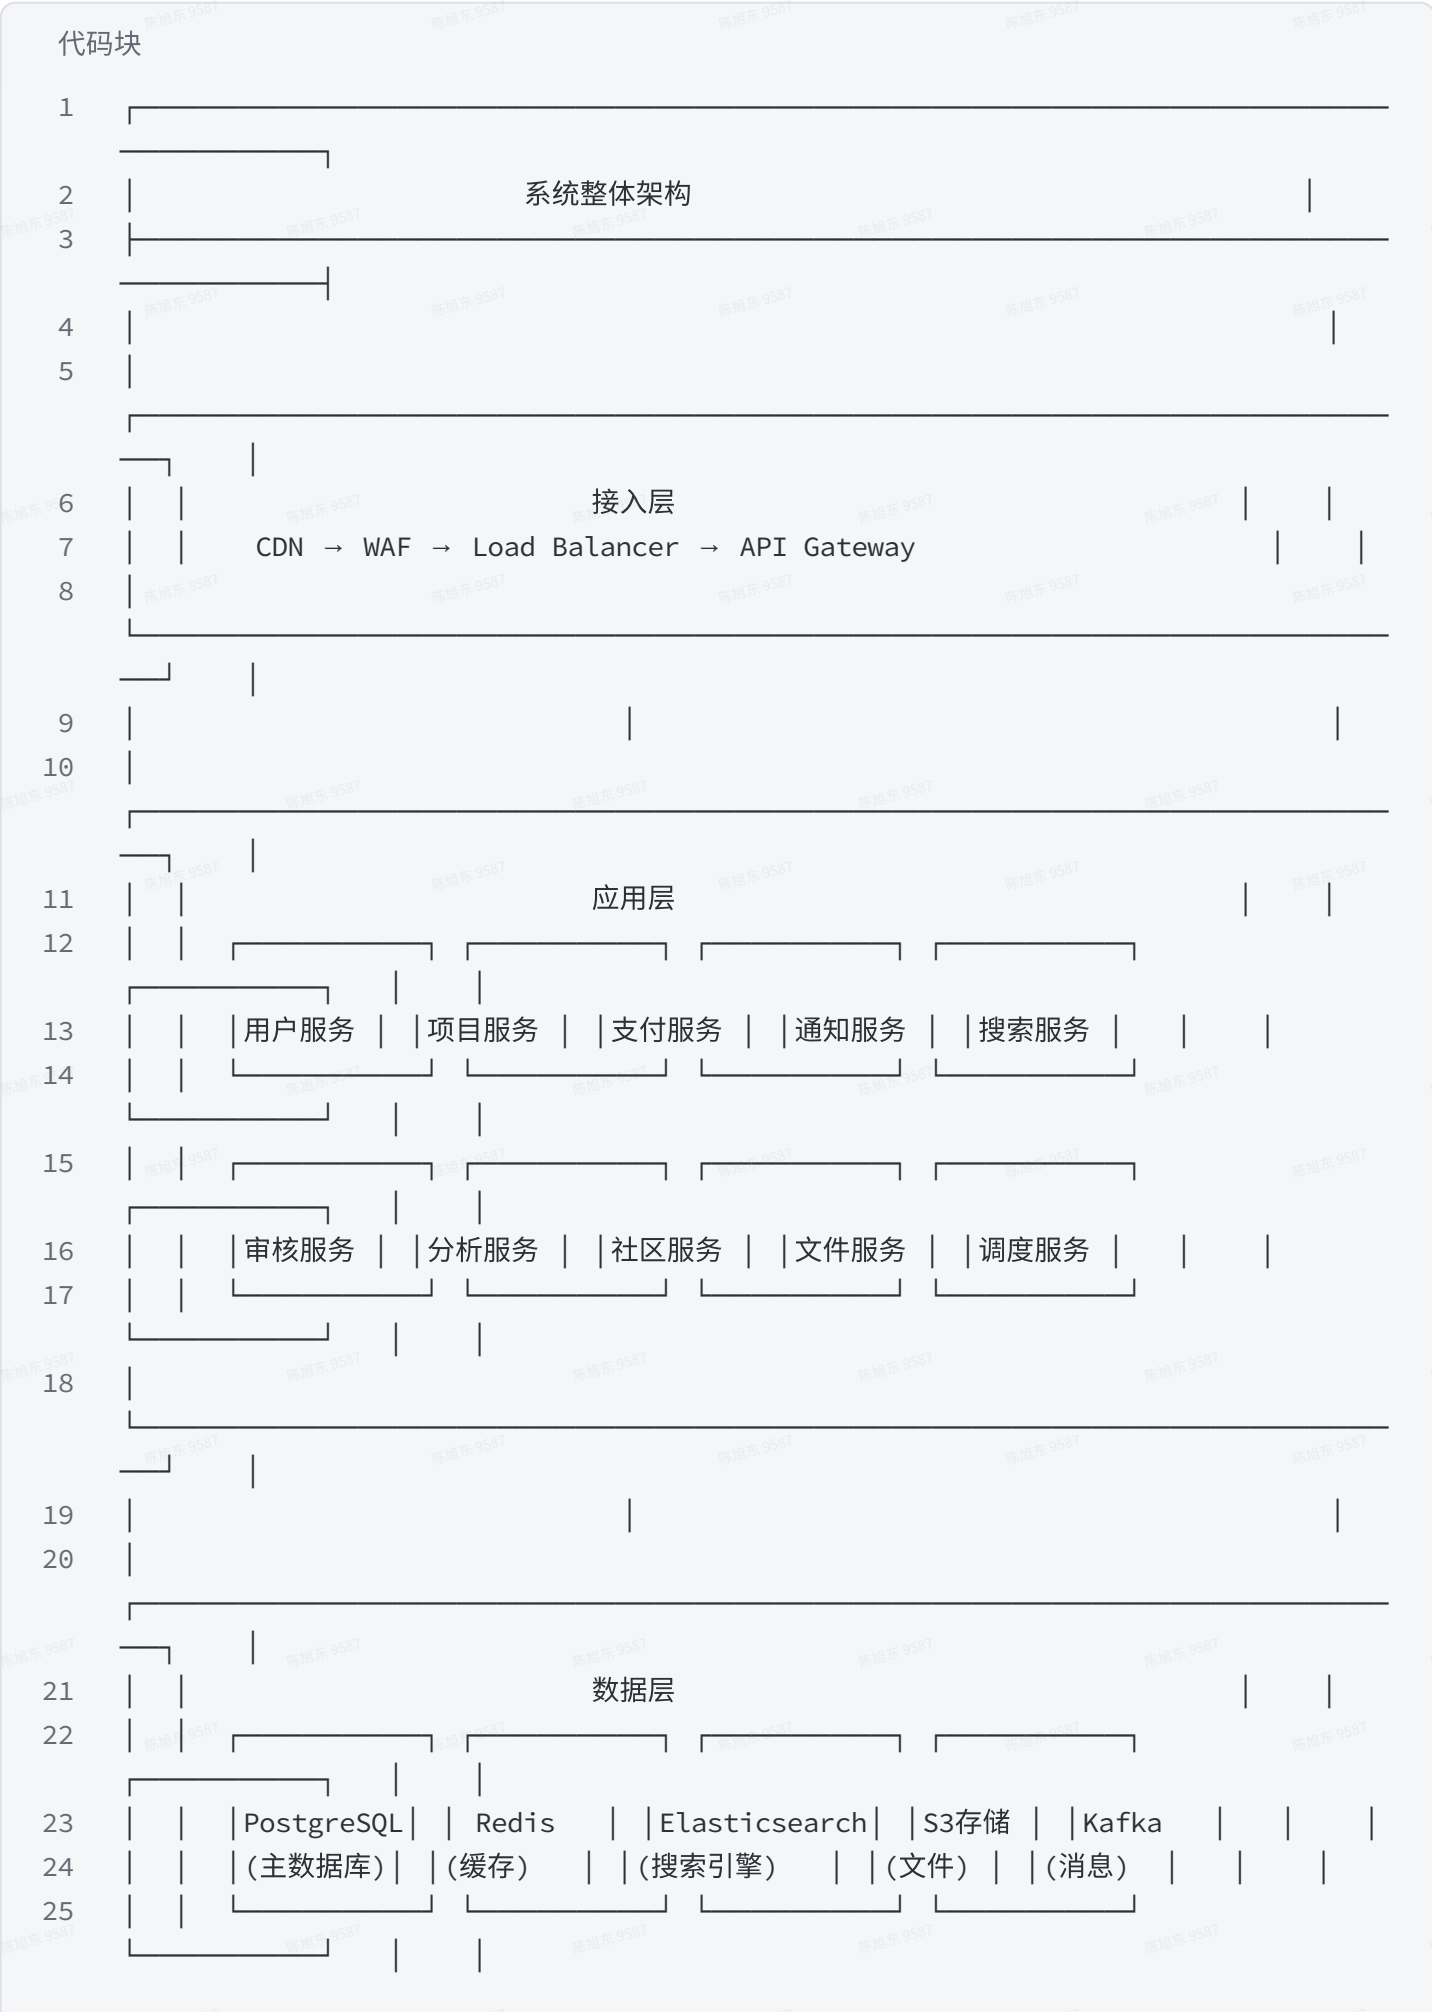 代码块
1
2 系统整体架构
3
4
5
6 接入层
7 CDN → WAF → Load Balancer → API Gateway
8
9
10
11 应用层
12
13 │用户服务 │ │项目服务 │ │支付服务 │ │通知服务 │ │搜索服务 │
14
15
16 │审核服务 │ │分析服务 │ │社区服务 │ │文件服务 │ │调度服务 │
17
18
19
20
21 数据层
22
23 │PostgreSQL│ │ Redis │ │Elasticsearch│ │S3存储 │ │Kafka │
24 │(主数据库)│ │(缓存) │ │(搜索引擎) │ │(文件) │ │(消息) │
25
陈旭东 9587